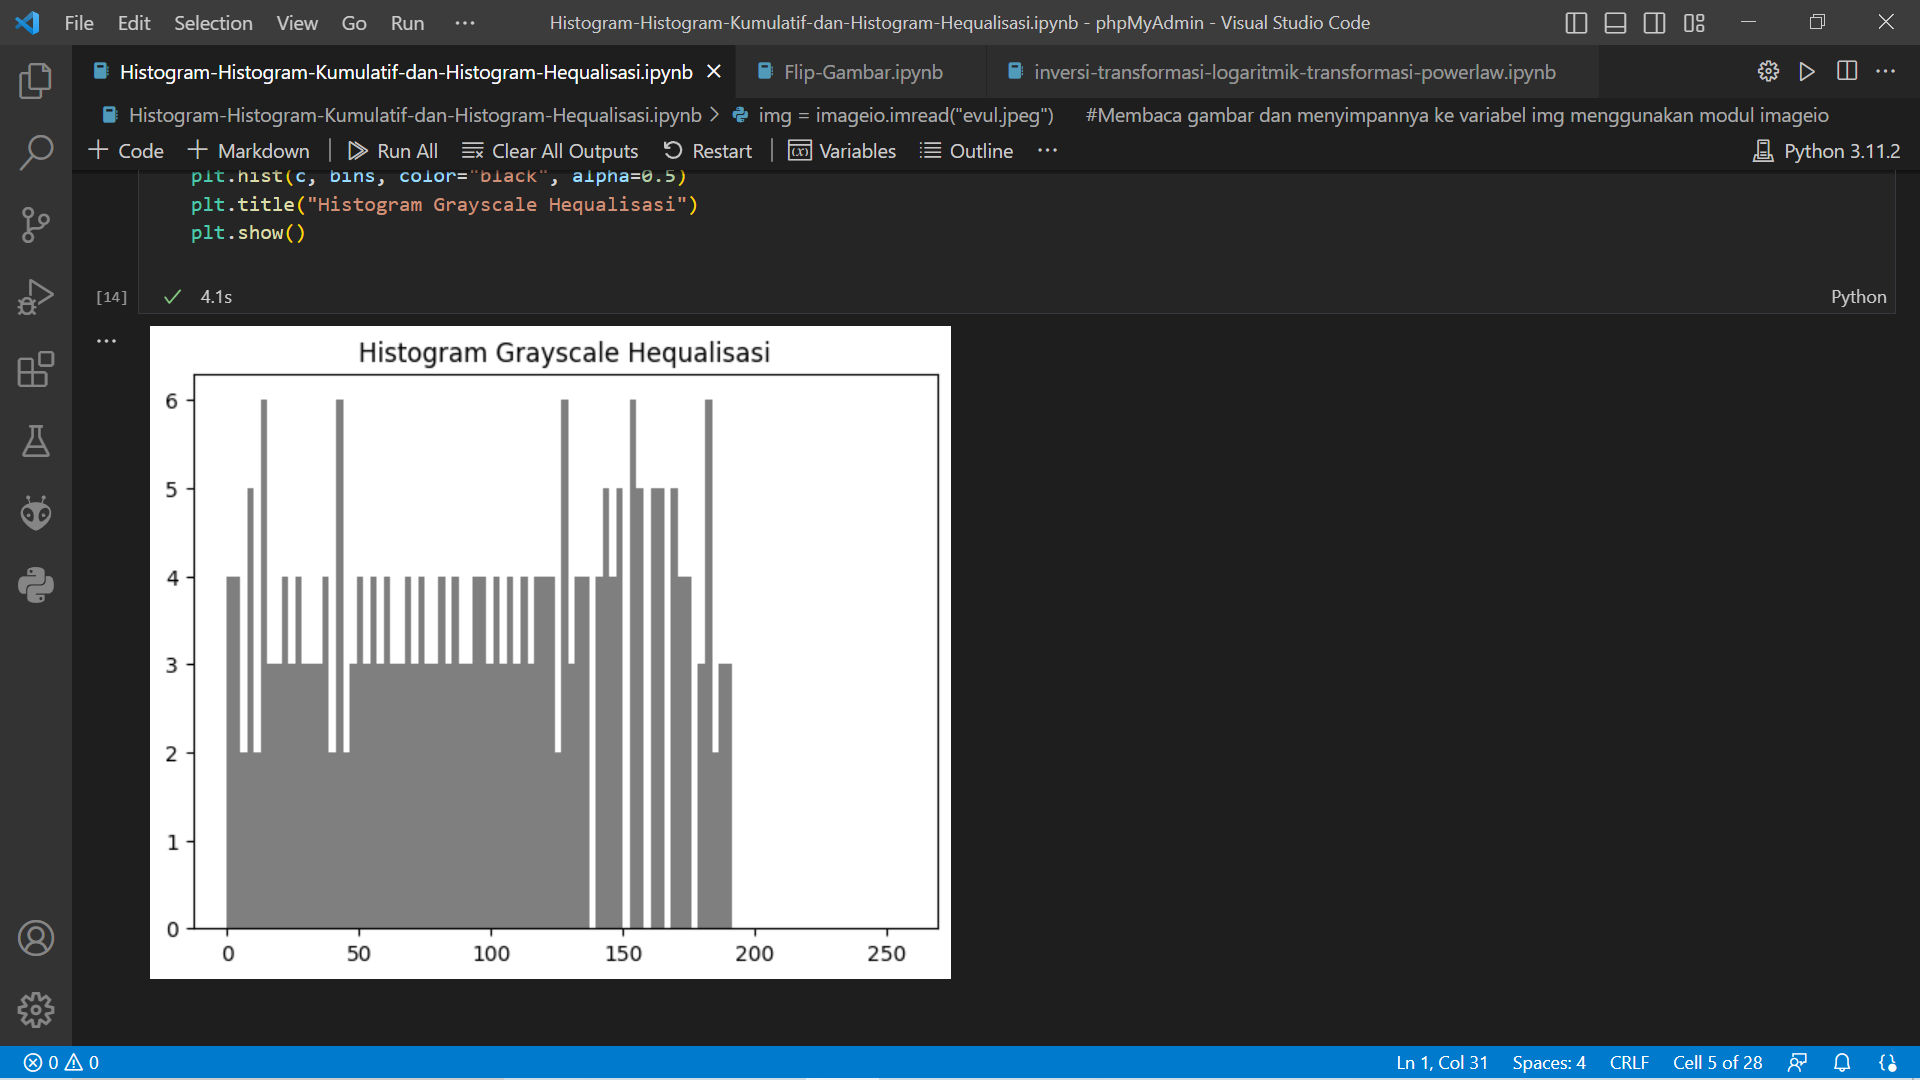 File Edit Selection View Go Run ··· Histogram-Histogram-Kumulatif-dan-Histogram-Hequalisasi.ipynb - phpMyAdmin - Visual Studio Code
Histogram-Histogram-Kumulatif-dan-Histogram-Hequalisasi.ipynb Flip-Gambar.ipynb inversi-transformasi-logaritmik-transformasi-powerlaw.ipynb
Histogram-Histogram-Kumulatif-dan-Histogram-Hequalisasi.ipynb > img = imageio.imread("evul.jpeg") #Membaca gambar dan menyimpannya ke variabel img menggunakan modul imageio
+ Code + Markdown | Run All Clear All Outputs Restart | Variables Outline ··· Python 3.11.2
plt.hist(c, bins, color="black", alpha=0.5)
plt.title("Histogram Grayscale Hequalisasi")
plt.show()
[14] 4.1s Python
Histogram Grayscale Hequalisasi
6
5
4
3
2
1
0
0 50 100 150 200 250
0 0 Ln 1, Col 31 Spaces: 4 CRLF Cell 5 of 28